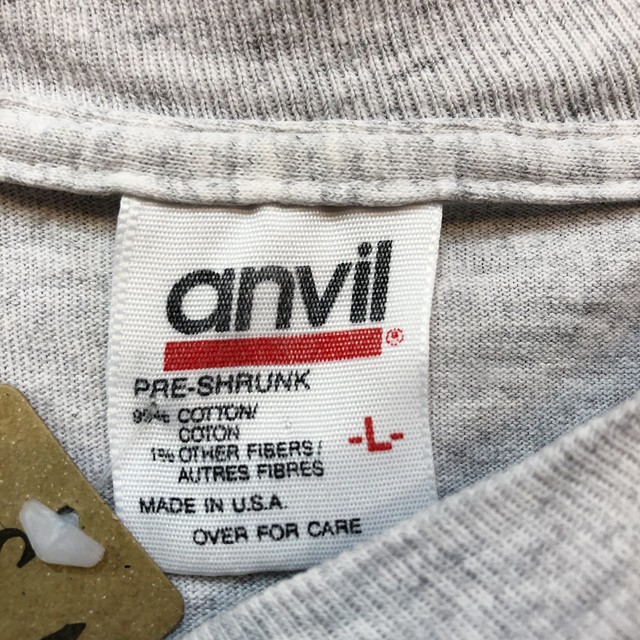 anvil
®
PRE-SHRUNK
99% COTTON/
COTON
1% OTHER FIBERS/
AUTRES FIBRES
-L-
MADE IN U.S.A.
OVER FOR CARE